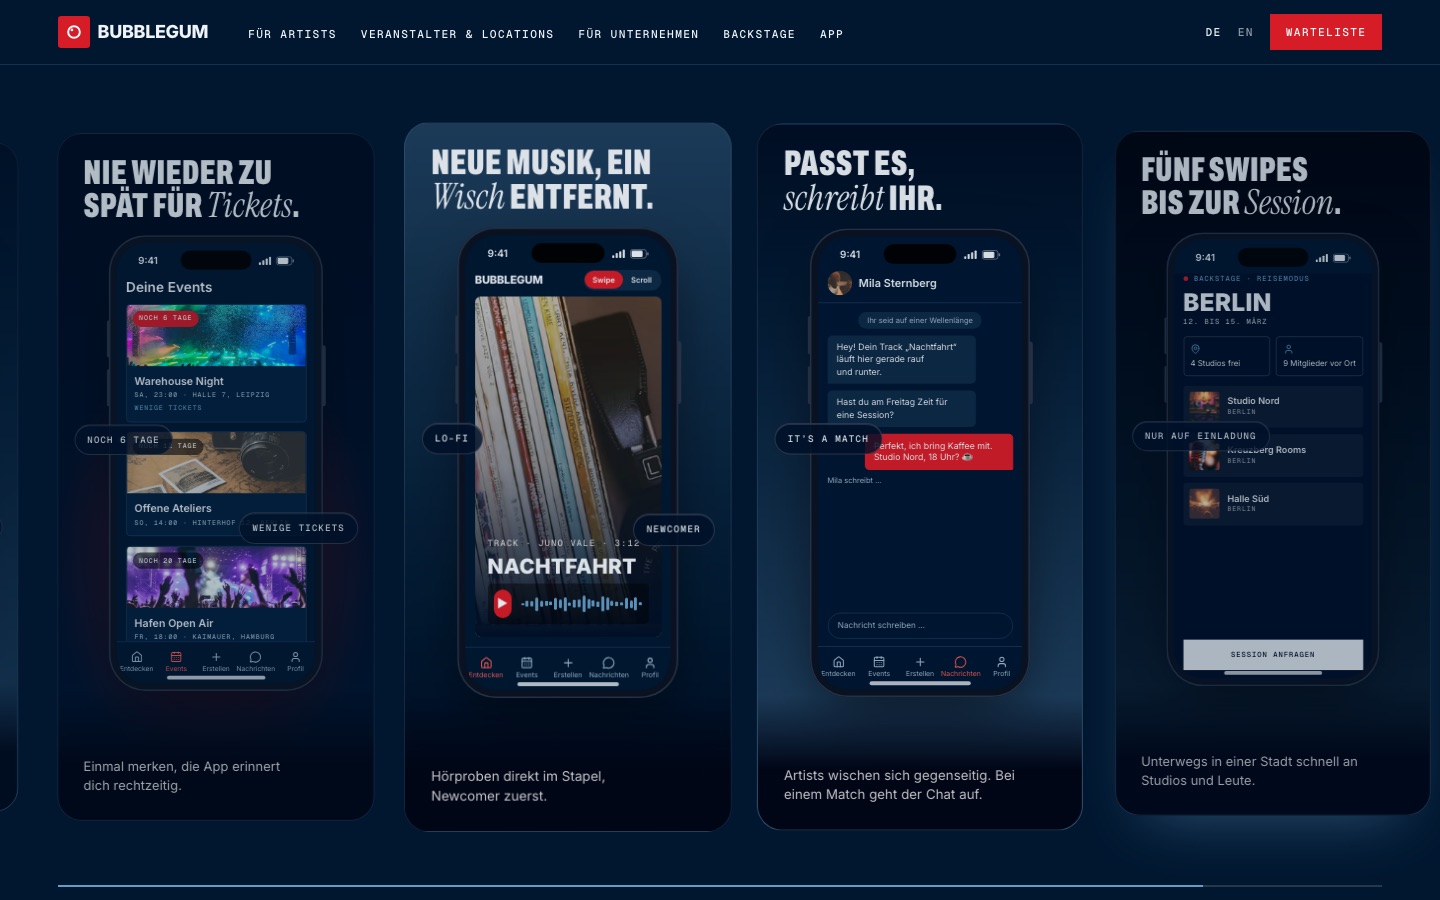 BUBBLEGUM
FÜR ARTISTS
VERANSTALTER & LOCATIONS
FÜR UNTERNEHMEN
BACKSTAGE
APP
DE
EN
WARTELISTE
NIE WIEDER ZU
SPÄT FÜR Tickets.
9:41
Deine Events
NOCH 6 TAGE
Warehouse Night
SA, 23:00 · HALLE 7, LEIPZIG
WENIGE TICKETS
NOCH 6 TAGE
TAGE
Offene Ateliers
SO, 14:00 · HINTERHOF
WENIGE TICKETS
NOCH 20 TAGE
Hafen Open Air
FR, 18:00 · KAIMAUER, HAMBURG
Entdecken
Events
Erstellen
Nachrichten
Profil
Einmal merken, die App erinnert
dich rechtzeitig.
NEUE MUSIK, EIN
Wisch ENTFERNT.
9:41
BUBBLEGUM
Swipe
Scroll
LO-FI
NEWCOMER
TRACK · JUNO VALE · 3:12
NACHTFAHRT
Entdecken
Events
Erstellen
Nachrichten
Profil
Hörproben direkt im Stapel,
Newcomer zuerst.
PASST ES,
schreibt IHR.
9:41
Mila Sternberg
Ihr seid auf einer Wellenlänge
Hey! Dein Track „Nachtfahrt“
läuft hier gerade rauf
und runter.
Hast du am Freitag Zeit für
eine Session?
IT'S A MATCH
Perfekt, ich bring Kaffee mit.
Studio Nord, 18 Uhr? ☕
Mila schreibt …
Nachricht schreiben …
Entdecken
Events
Erstellen
Nachrichten
Profil
Artists wischen sich gegenseitig. Bei
einem Match geht der Chat auf.
FÜNF SWIPES
BIS ZUR Session.
9:41
BACKSTAGE · REISEMODUS
BERLIN
12. BIS 15. MÄRZ
4 Studios frei
9 Mitglieder vor Ort
Studio Nord
BERLIN
NUR AUF EINLADUNG
Kreuzberg Rooms
BERLIN
Halle Süd
BERLIN
SESSION ANFRAGEN
Unterwegs in einer Stadt schnell an
Studios und Leute.